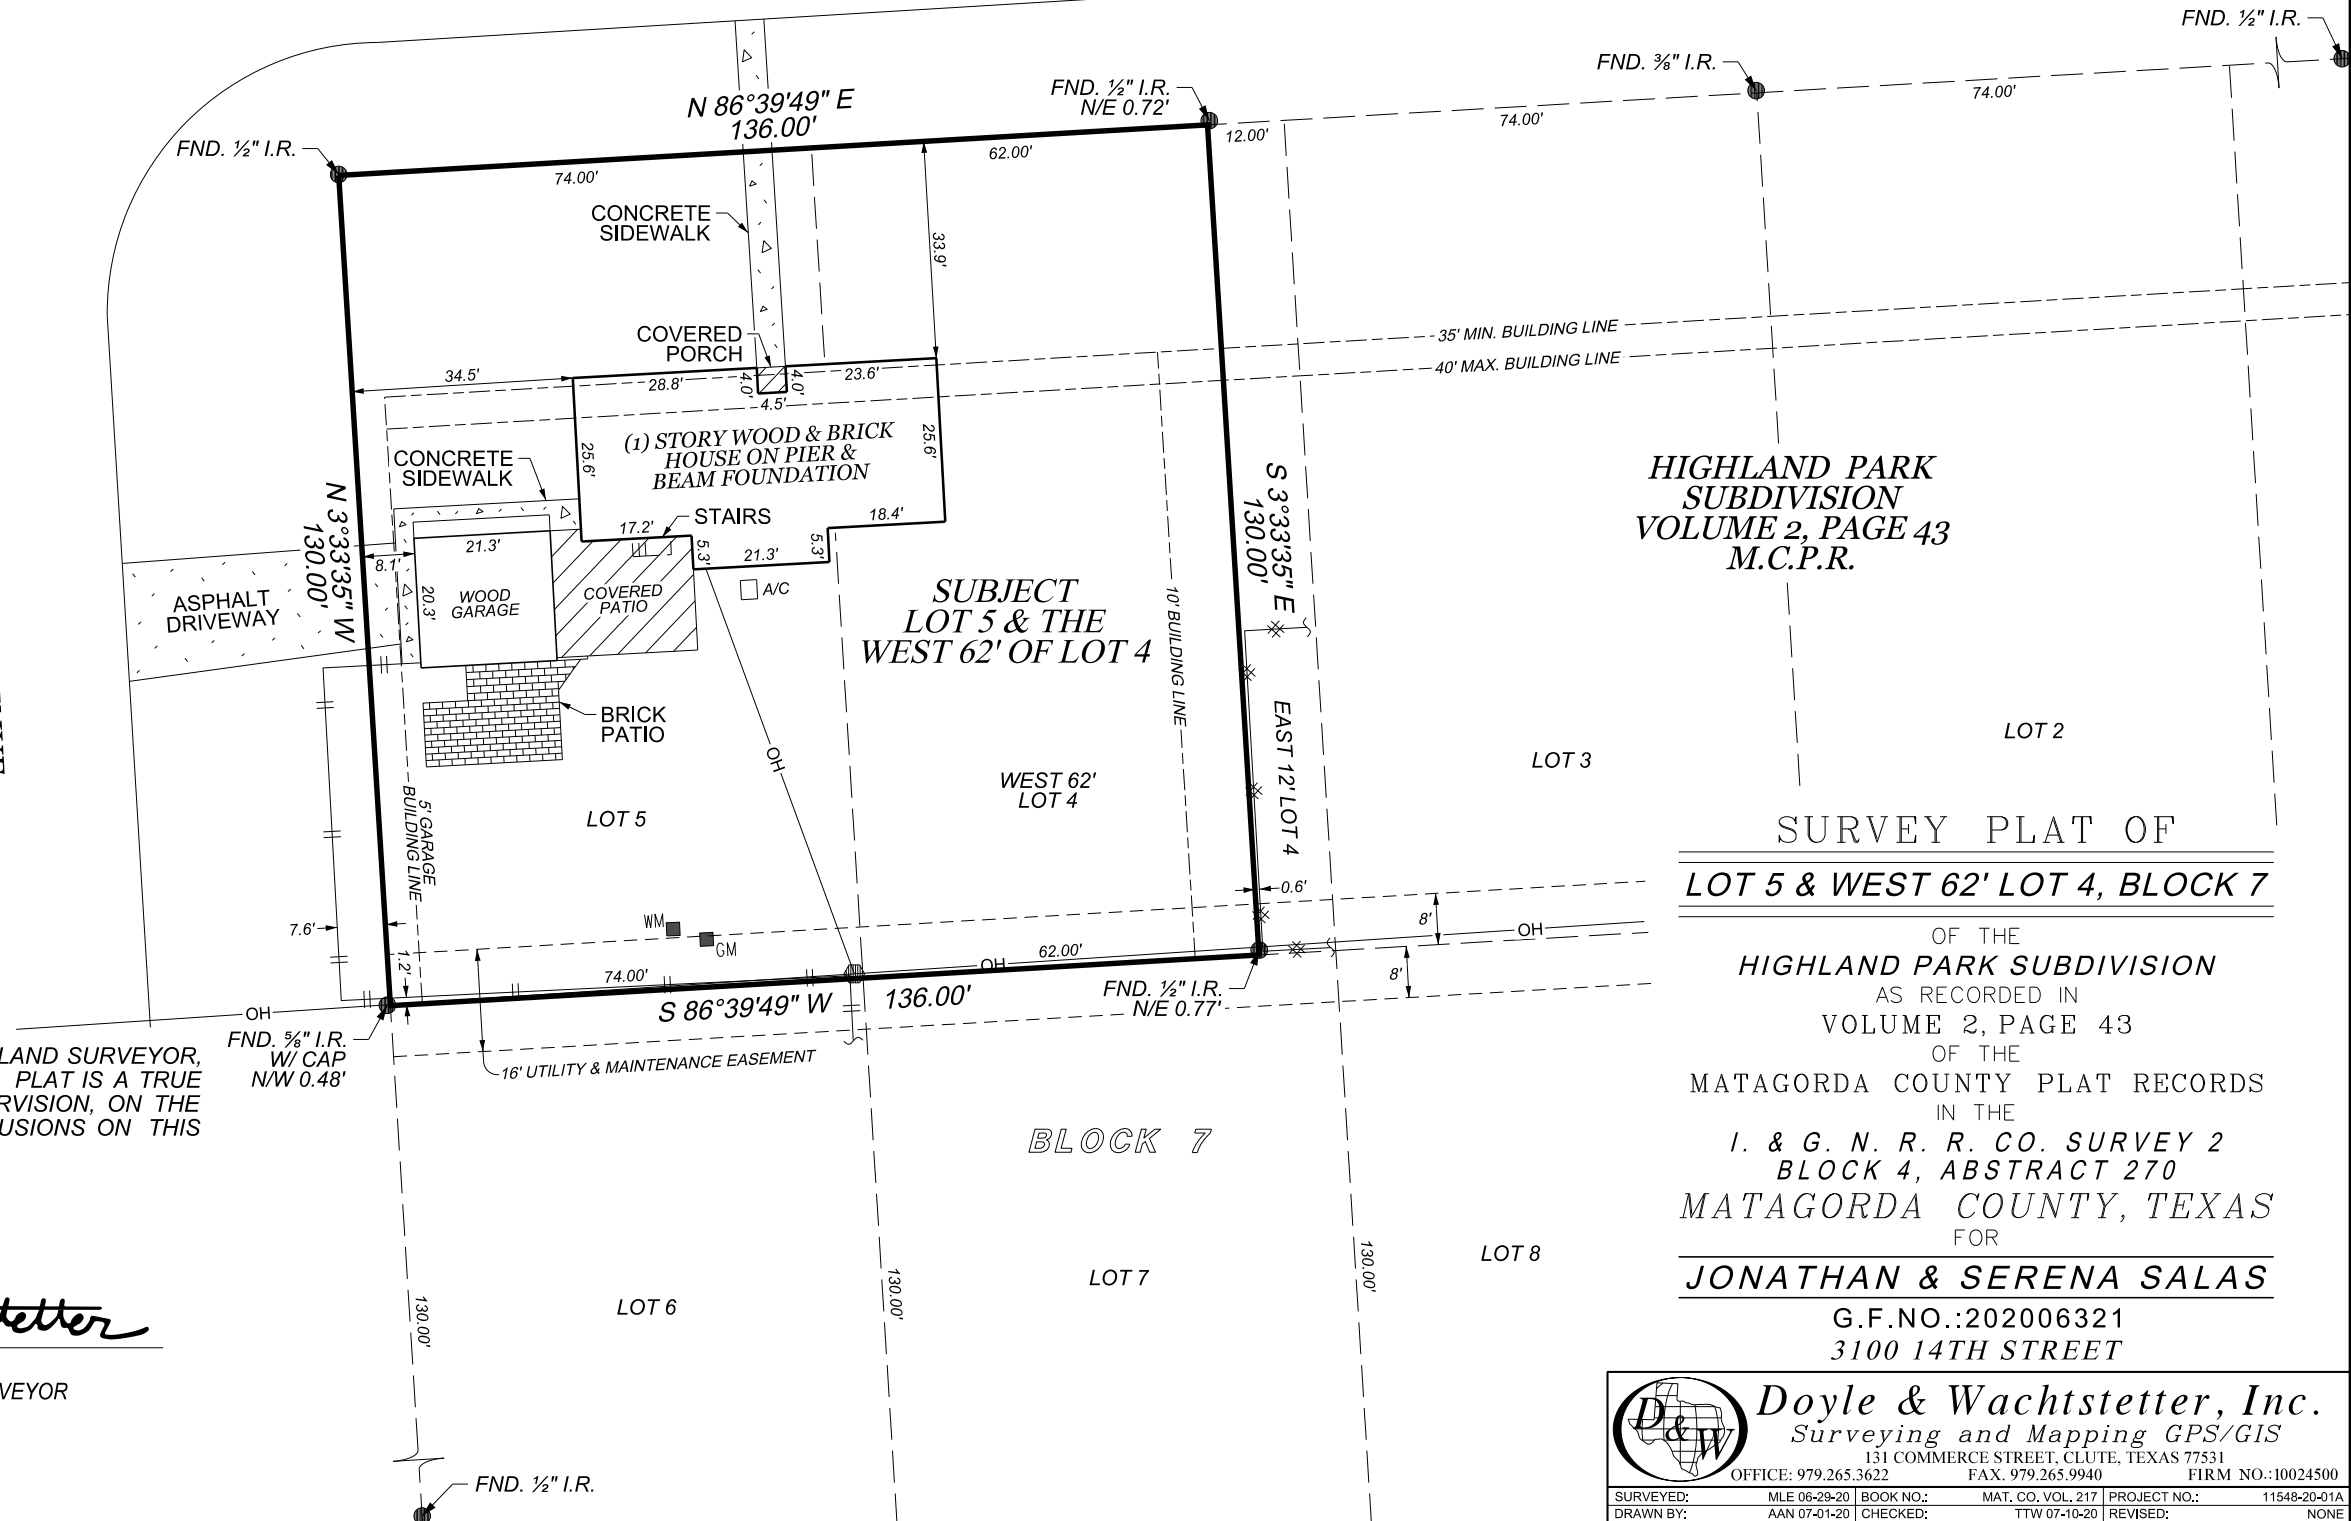 FND. ½" I.R.
FND. ⅜" I.R.
FND. ½" I.R.
N/E 0.72'
N 86°39'49" E
136.00'
FND. ½" I.R.
74.00'
62.00'
12.00'
74.00'
74.00'
CONCRETE
SIDEWALK
33.9'
COVERED
PORCH
35' MIN. BUILDING LINE
40' MAX. BUILDING LINE
34.5'
28.8'
4.0'
4.0'
4.5'
23.6'
(1) STORY WOOD & BRICK
HOUSE ON PIER &
BEAM FOUNDATION
25.6'
25.6'
CONCRETE
SIDEWALK
N 3°33'35" W
130.00'
S 3°33'35" E
130.00'
HIGHLAND PARK
SUBDIVISION
VOLUME 2, PAGE 43
M.C.P.R.
STAIRS
17.2'
18.4'
5.3'
21.3'
5.3'
21.3'
8.1'
20.3'
WOOD
GARAGE
COVERED
PATIO
A/C
ASPHALT
DRIVEWAY
SUBJECT
LOT 5 & THE
WEST 62' OF LOT 4
10' BUILDING LINE
BRICK
PATIO
OH
EAST 12' LOT 4
LOT 3
LOT 2
WEST 62'
LOT 4
LOT 5
5' GARAGE
BUILDING LINE
0.6'
7.6'
1.2'
WM
GM
8'
8'
OH
74.00'
OH
62.00'
S 86°39'49" W 136.00'
FND. ½" I.R.
N/E 0.77'
OH
FND. ⅝" I.R.
W/ CAP
N/W 0.48'
16' UTILITY & MAINTENANCE EASEMENT
LAND SURVEYOR,
PLAT IS A TRUE
RVISION, ON THE
USIONS ON THIS
BLOCK 7
LOT 6
LOT 7
LOT 8
130.00'
130.00'
130.00'
VEYOR
FND. ½" I.R.
SURVEY PLAT OF
LOT 5 & WEST 62' LOT 4, BLOCK 7
OF THE
HIGHLAND PARK SUBDIVISION
AS RECORDED IN
VOLUME 2, PAGE 43
OF THE
MATAGORDA COUNTY PLAT RECORDS
IN THE
I. & G. N. R. R. CO. SURVEY 2
BLOCK 4, ABSTRACT 270
MATAGORDA COUNTY, TEXAS
FOR
JONATHAN & SERENA SALAS
G.F.NO.:202006321
3100 14TH STREET
D&W
Doyle & Wachtstetter, Inc.
Surveying and Mapping GPS/GIS
131 COMMERCE STREET, CLUTE, TEXAS 77531
OFFICE: 979.265.3622 FAX. 979.265.9940 FIRM NO.:10024500
SURVEYED: MLE 06-29-20 BOOK NO.: MAT. CO. VOL. 217 PROJECT NO.: 11548-20-01A
DRAWN BY: AAN 07-01-20 CHECKED: TTW 07-10-20 REVISED: NONE